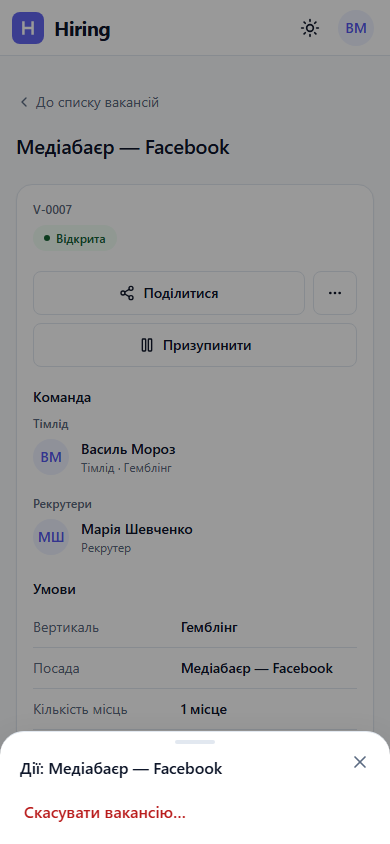 H Hiring
ВМ
До списку вакансій
Медіабаєр — Facebook
V-0007
Відкрита
Поділитися
...
Призупинити
Команда
Тімлід
ВМ
Василь Мороз
Тімлід · Гемблінг
Рекрутери
МШ
Марія Шевченко
Рекрутер
Умови
Вертикаль Гемблінг
Посада Медіабаєр — Facebook
Кількість місць 1 місце
Дії: Медіабаєр — Facebook
Скасувати вакансію...